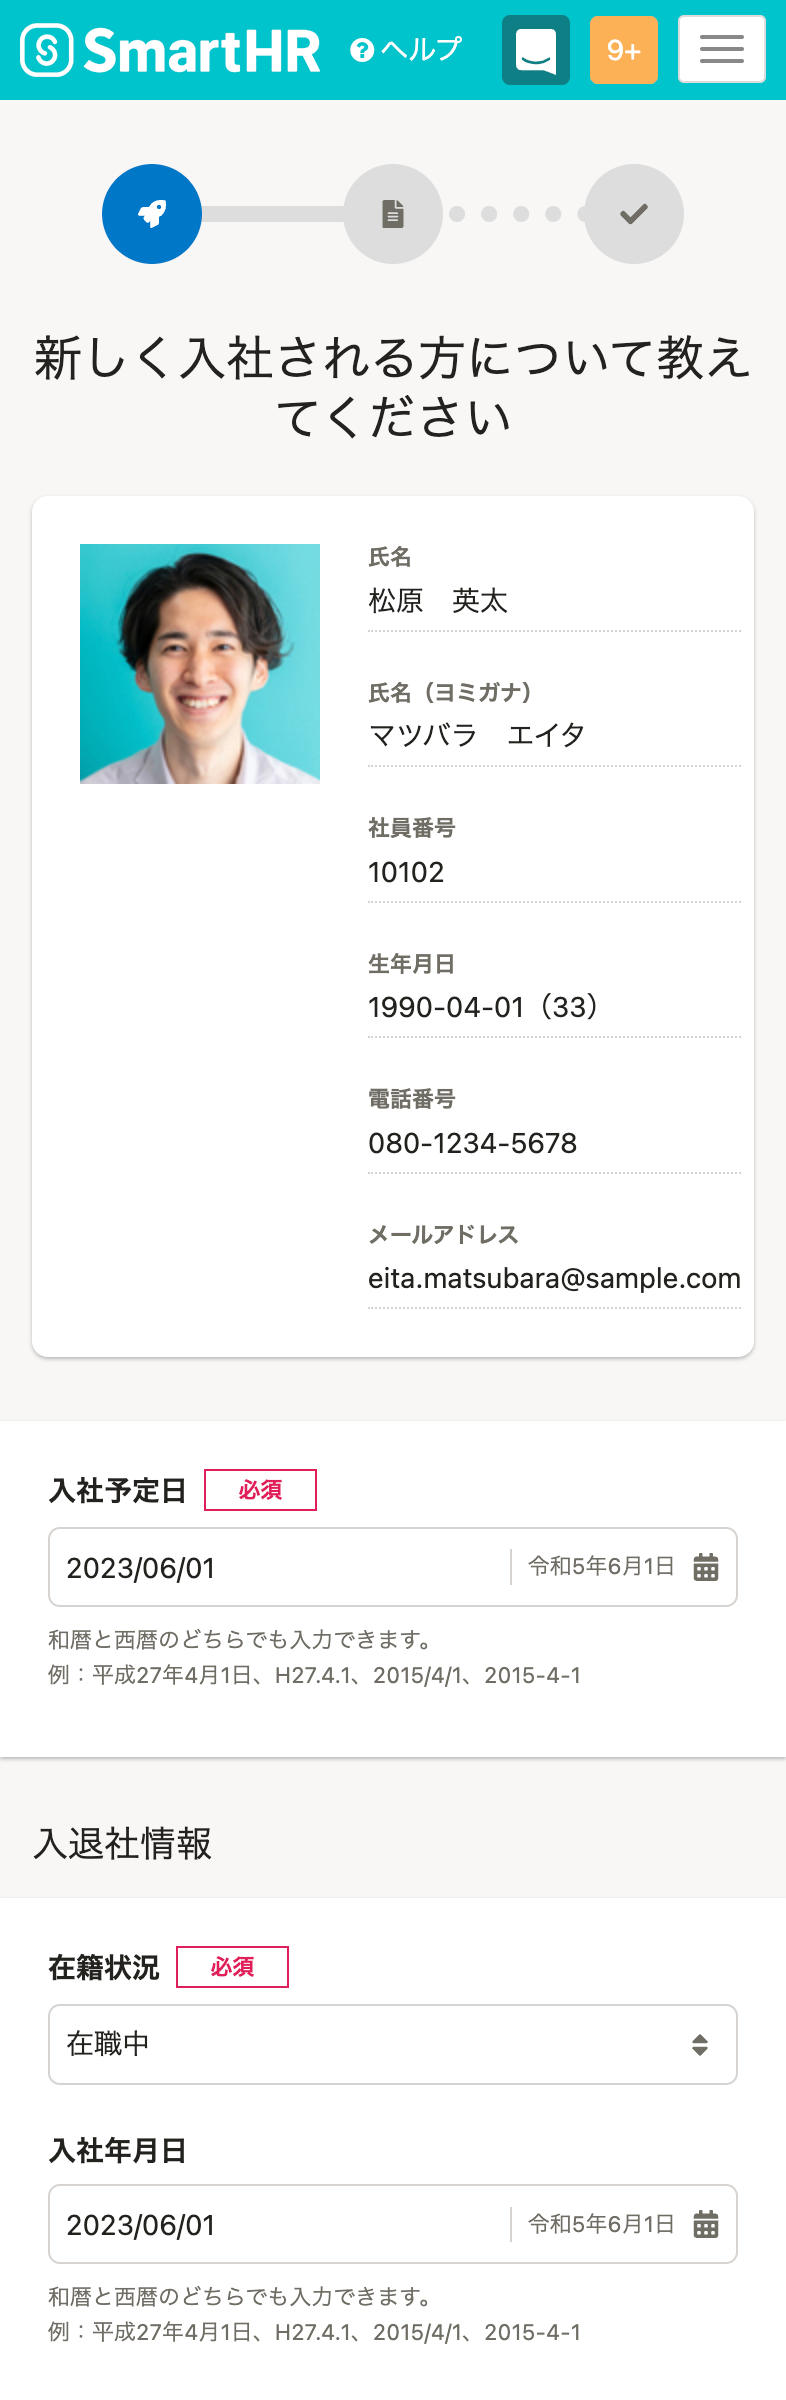 SmartHR ヘルプ 9+
新しく入社される方について教え
てください
氏名
松原　英太
氏名（ヨミガナ）
マツバラ　エイタ
社員番号
10102
生年月日
1990-04-01（33）
電話番号
080-1234-5678
メールアドレス
eita.matsubara@sample.com
入社予定日 必須
2023/06/01 令和5年6月1日
和暦と西暦のどちらでも入力できます。
例：平成27年4月1日、H27.4.1、2015/4/1、2015-4-1
入退社情報
在籍状況 必須
在職中
入社年月日
2023/06/01 令和5年6月1日
和暦と西暦のどちらでも入力できます。
例：平成27年4月1日、H27.4.1、2015/4/1、2015-4-1